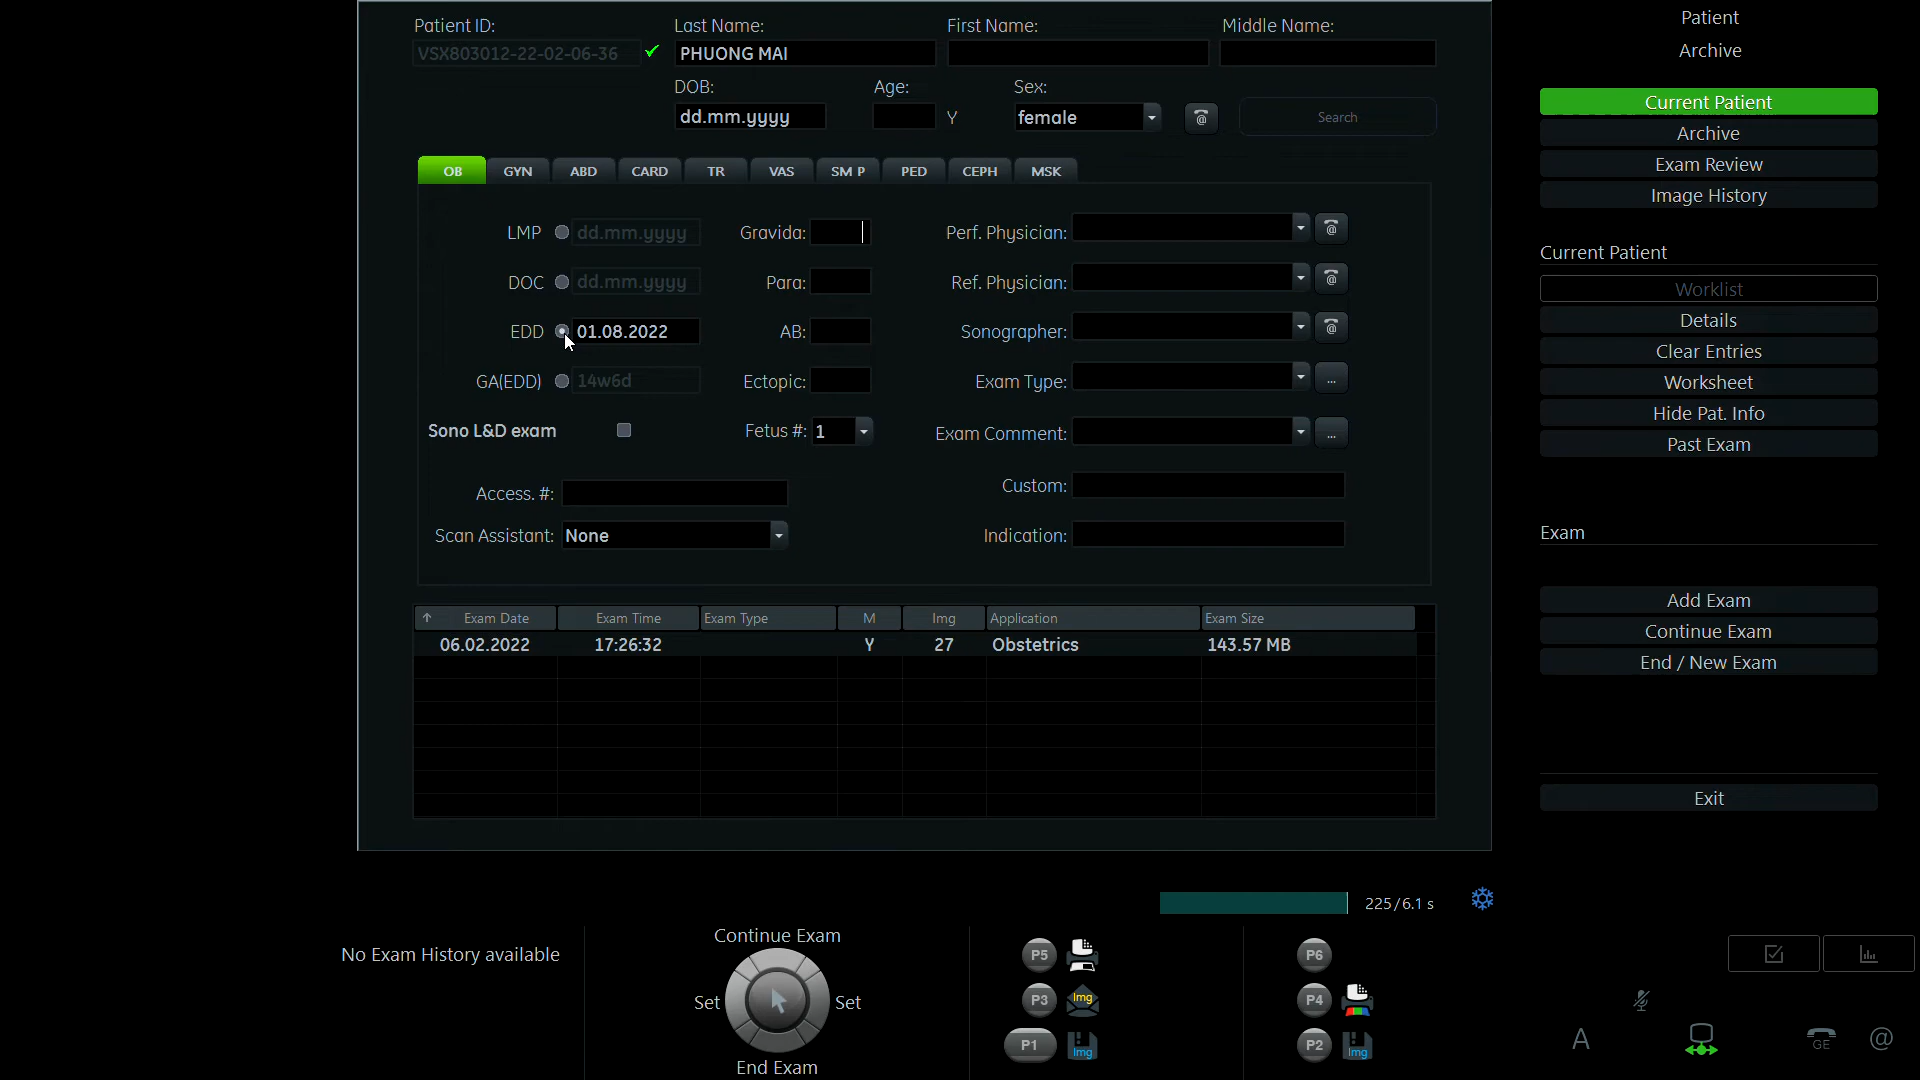 Patient ID: Last Name: First Name: Middle Name:
VSX803012-22-02-06-36 PHUONG MAI
DOB: Age: Sex:
dd.mm.yyyy Y female @ Search
OB GYN ABD CARD TR VAS SM P PED CEPH MSK
LMP dd.mm.yyyy Gravida: Perf. Physician: @
DOC dd.mm.yyyy Para: Ref. Physician: @
EDD 01.08.2022 AB: Sonographer: @
GA(EDD) 14w6d Ectopic: Exam Type: ...
Sono L&D exam Fetus #: 1 Exam Comment: ...
Access. #: Custom:
Scan Assistant: None Indication:
Exam Date Exam Time Exam Type M Img Application Exam Size
06.02.2022 17:26:32 Y 27 Obstetrics 143.57 MB
Patient
Archive
Current Patient
Archive
Exam Review
Image History
Current Patient
Worklist
Details
Clear Entries
Worksheet
Hide Pat. Info
Past Exam
Exam
Add Exam
Continue Exam
End / New Exam
Exit
225/6.1 s
No Exam History available
Continue Exam
Set Set
End Exam
P5
P3 Img
P1 Img
P6
P4
P2 Img
A GE @